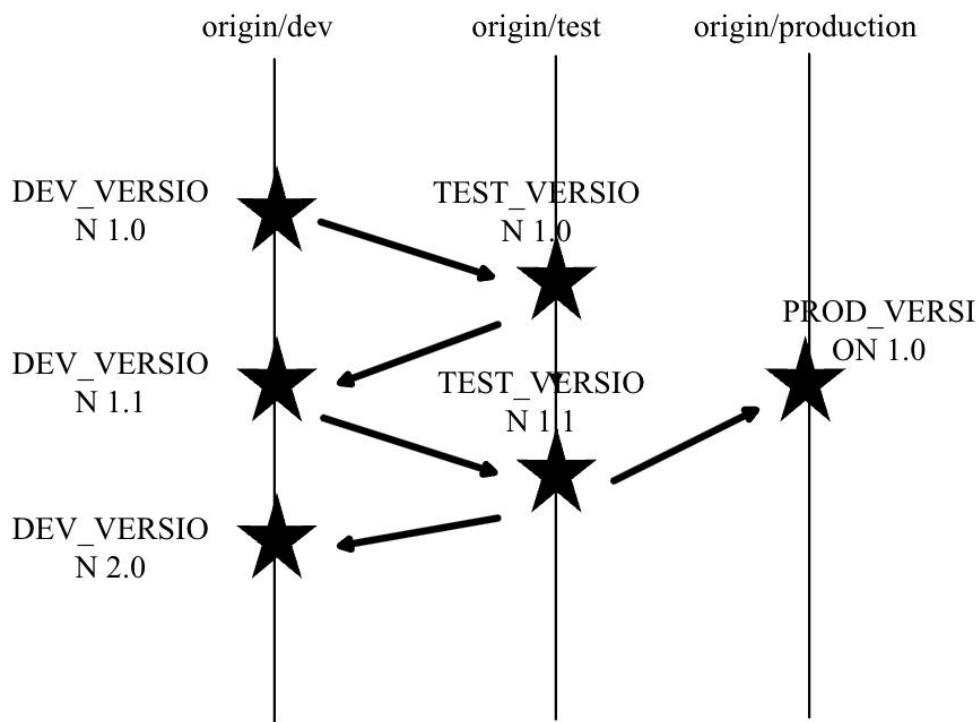 origin/dev
origin/test
origin/production
DEV_VERSIO
N 1.0
TEST_VERSIO
N 1.0
PROD_VERSI
ON 1.0
DEV_VERSIO
N 1.1
TEST_VERSIO
N 1.1
DEV_VERSIO
N 2.0